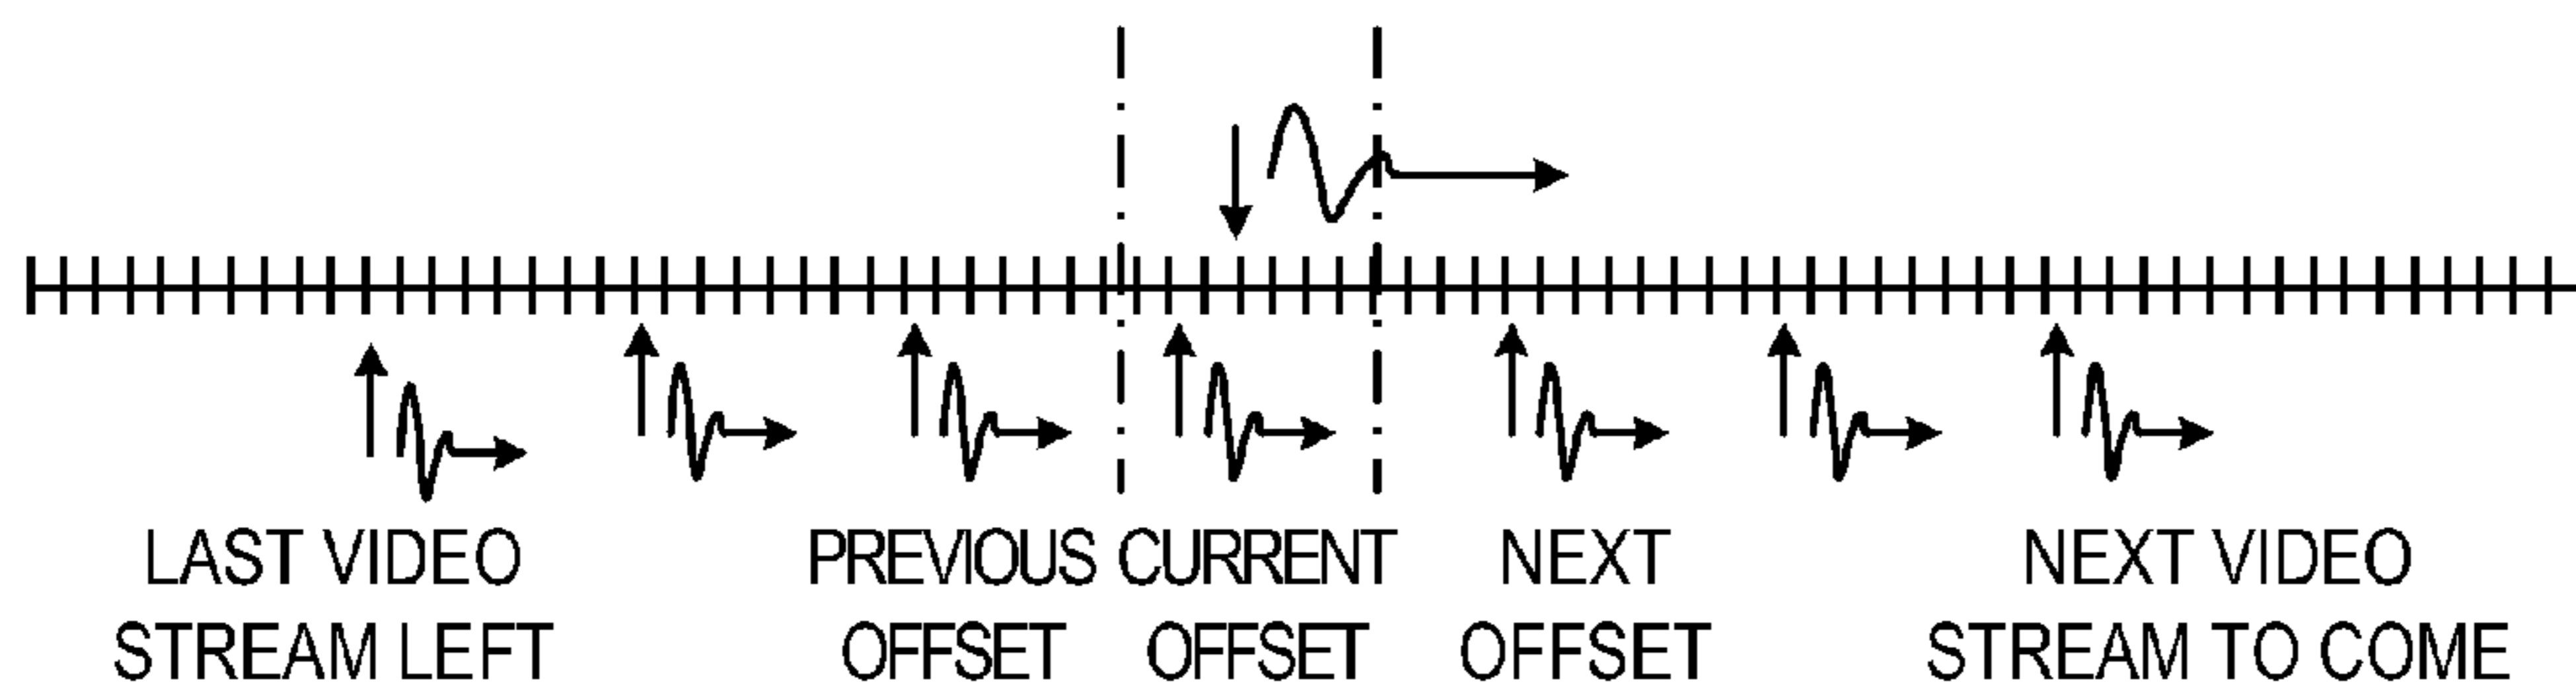 LAST VIDEO
STREAM LEFT
PREVIOUS
OFFSET
CURRENT
OFFSET
NEXT
OFFSET
NEXT VIDEO
STREAM TO COME